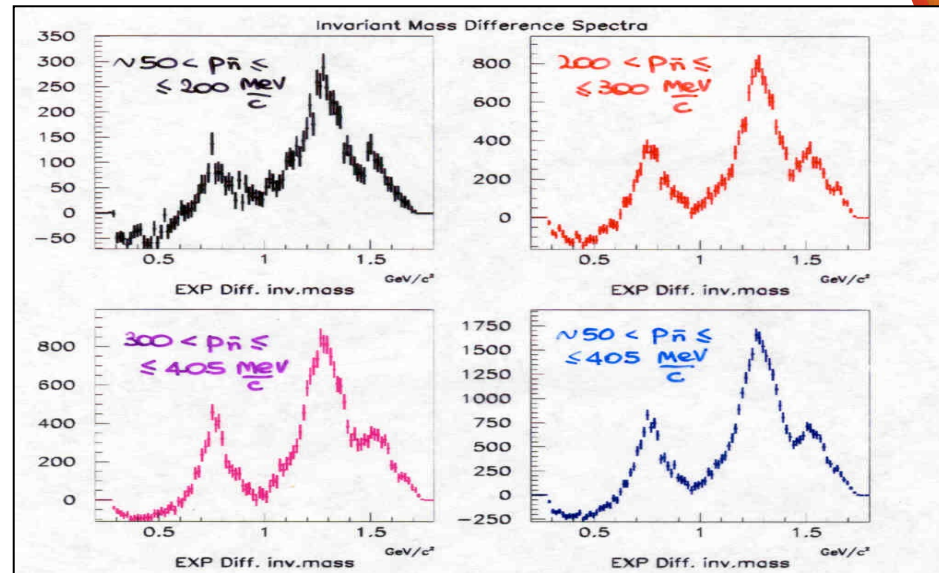 Invariant Mass Difference Spectra
350
300
250
200
150
100
50
0
−50
~50 < p n̄ ≤
≤ 200 MeV/c
0.5
1
1.5
GeV/c²
EXP Diff. inv.mass
800
600
400
200
0
200 < p n̄ ≤
≤ 300 MeV/c
0.5
1
1.5
GeV/c²
EXP Diff. inv.mass
800
600
400
200
0
300 < p n̄ ≤
≤ 405 MeV/c
0.5
1
1.5
GeV/c²
EXP Diff. inv.mass
1750
1500
1250
1000
750
500
250
0
−250
~50 < p n̄ ≤
≤ 405 MeV/c
0.5
1
1.5
GeV/c²
EXP Diff. inv.mass